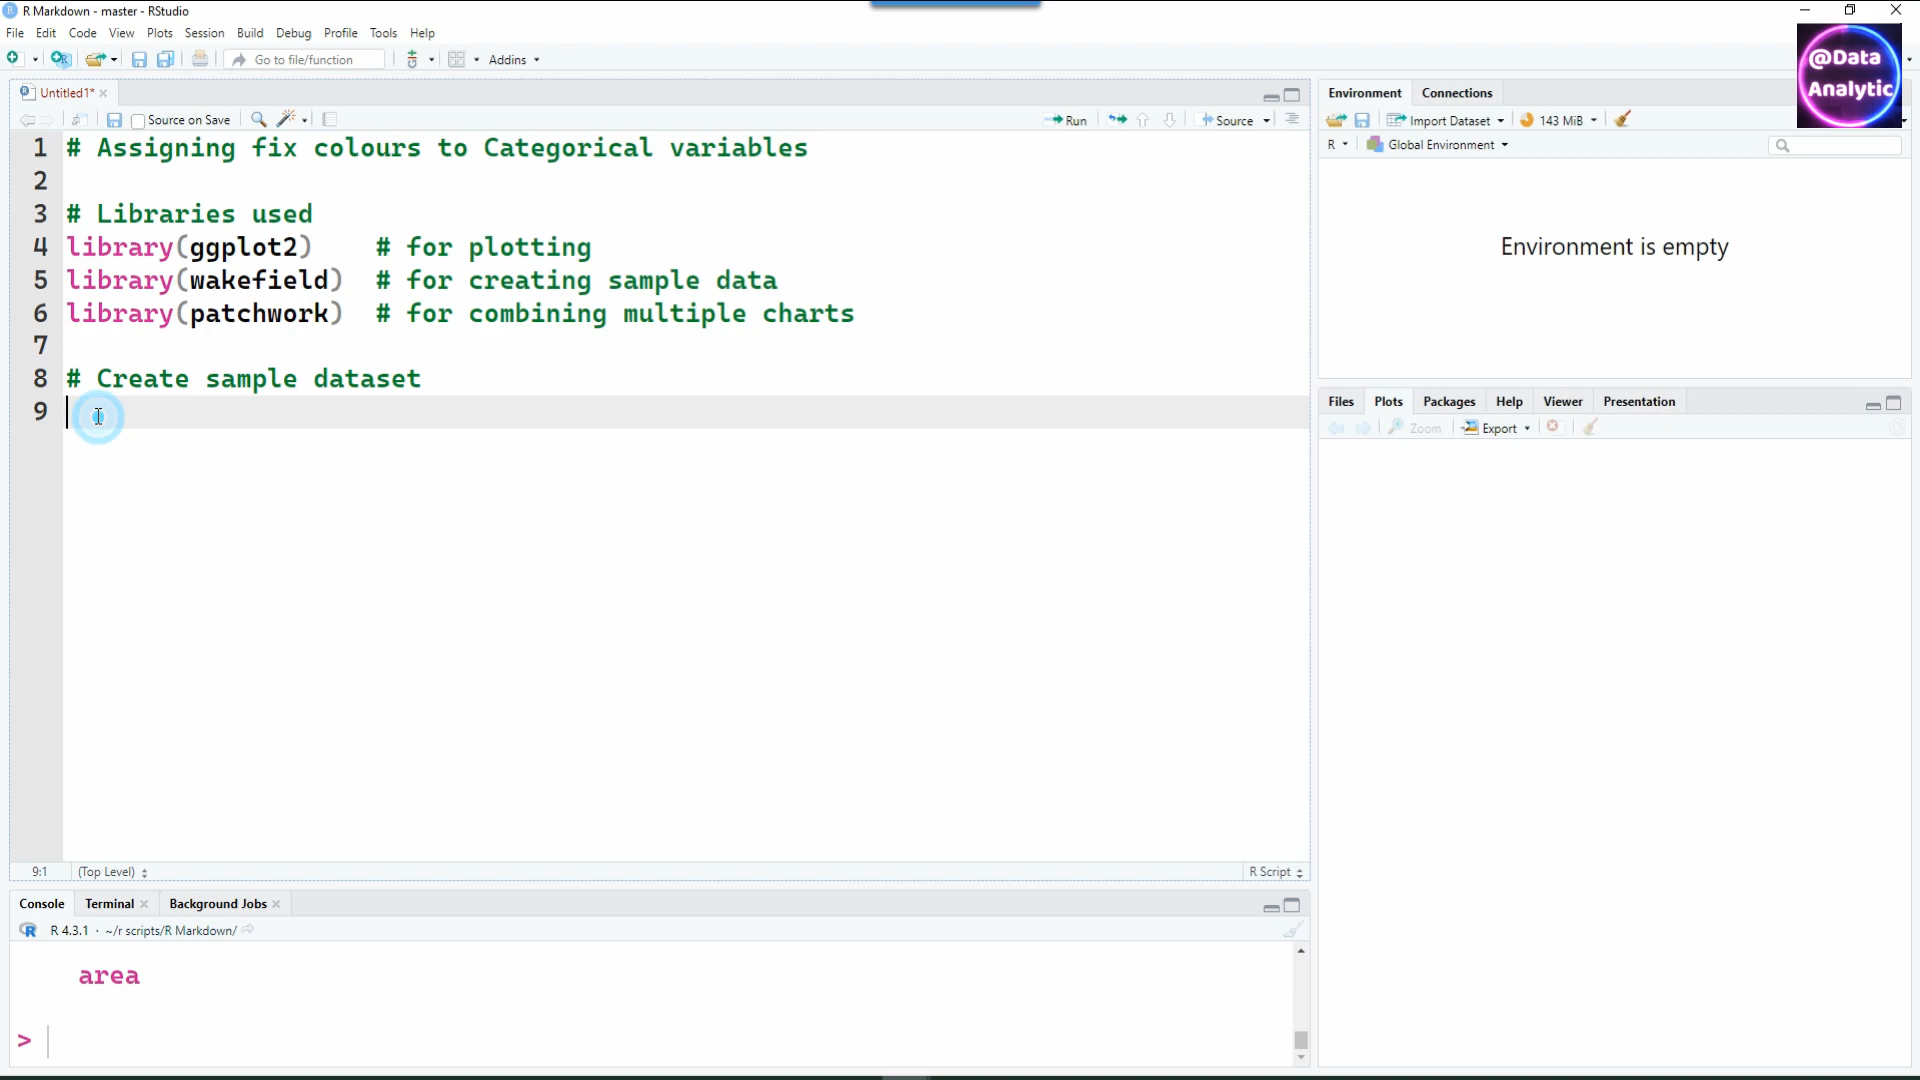 R Markdown - master - RStudio
File Edit Code View Plots Session Build Debug Profile Tools Help
Go to file/function Addins
@Data
Analytic
Untitled1*
Source on Save Run Source
1 # Assigning fix colours to Categorical variables
2
3 # Libraries used
4 library(ggplot2) # for plotting
5 library(wakefield) # for creating sample data
6 library(patchwork) # for combining multiple charts
7
8 # Create sample dataset
9
9:1 (Top Level) R Script
Console Terminal Background Jobs
R 4.3.1 · ~/r scripts/R Markdown/
area
>
Environment Connections
Import Dataset 143 MiB
R Global Environment
Environment is empty
Files Plots Packages Help Viewer Presentation
Zoom Export